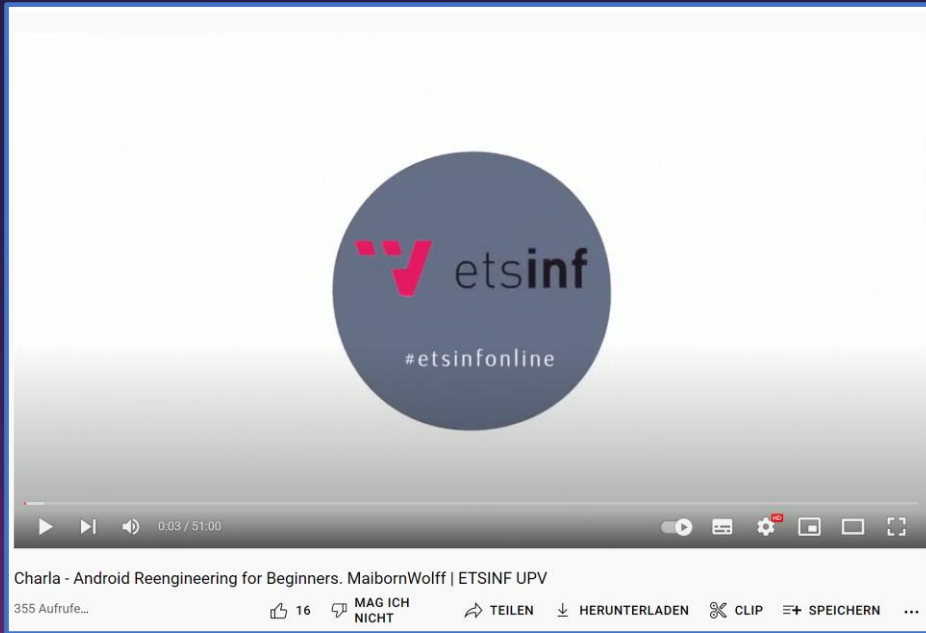 etsinf
#etsinfonline
0:03 / 51:00
HD
Charla - Android Reengineering for Beginners. MaibornWolff | ETSINF UPV
355 Aufrufe...
16
MAG ICH
NICHT
TEILEN
HERUNTERLADEN
CLIP
SPEICHERN
...